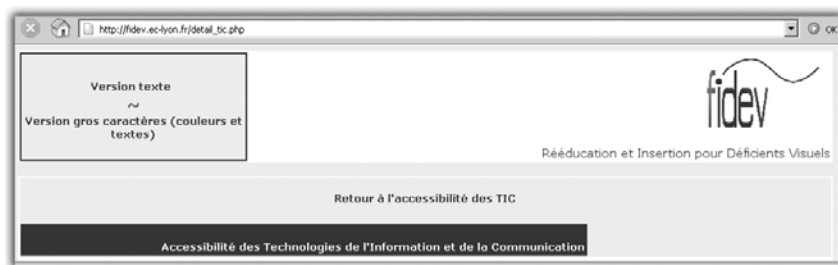 http://fidev.ec-lyon.fr/detail_tic.php
OK
Version texte
~
Version gros caractères (couleurs et
textes)
fidev
Rééducation et Insertion pour Déficients Visuels
Retour à l'accessibilité des TIC
Accessibilité des Technologies de l'Information et de la Communication